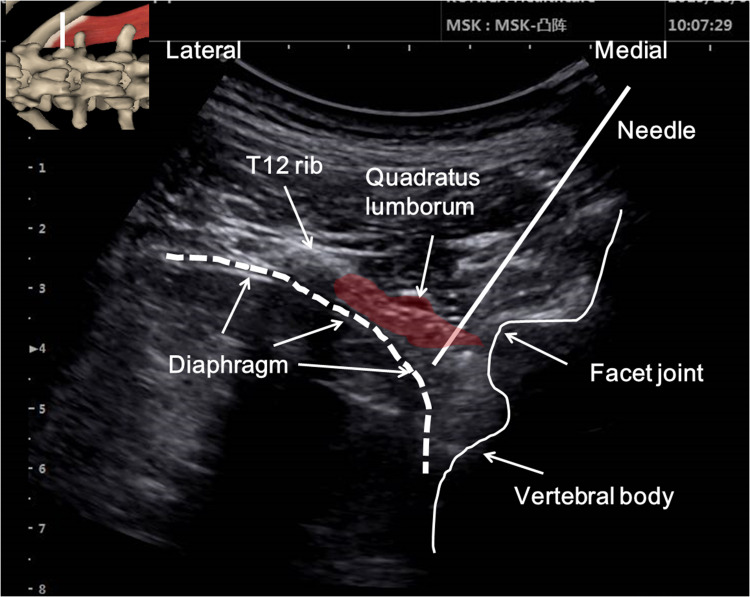 MSK : MSK-凸阵
10:07:29
Lateral
Medial
Needle
T12 rib
Quadratus
lumborum
Diaphragm
Facet joint
Vertebral body
1
2
3
4
5
6
7
8